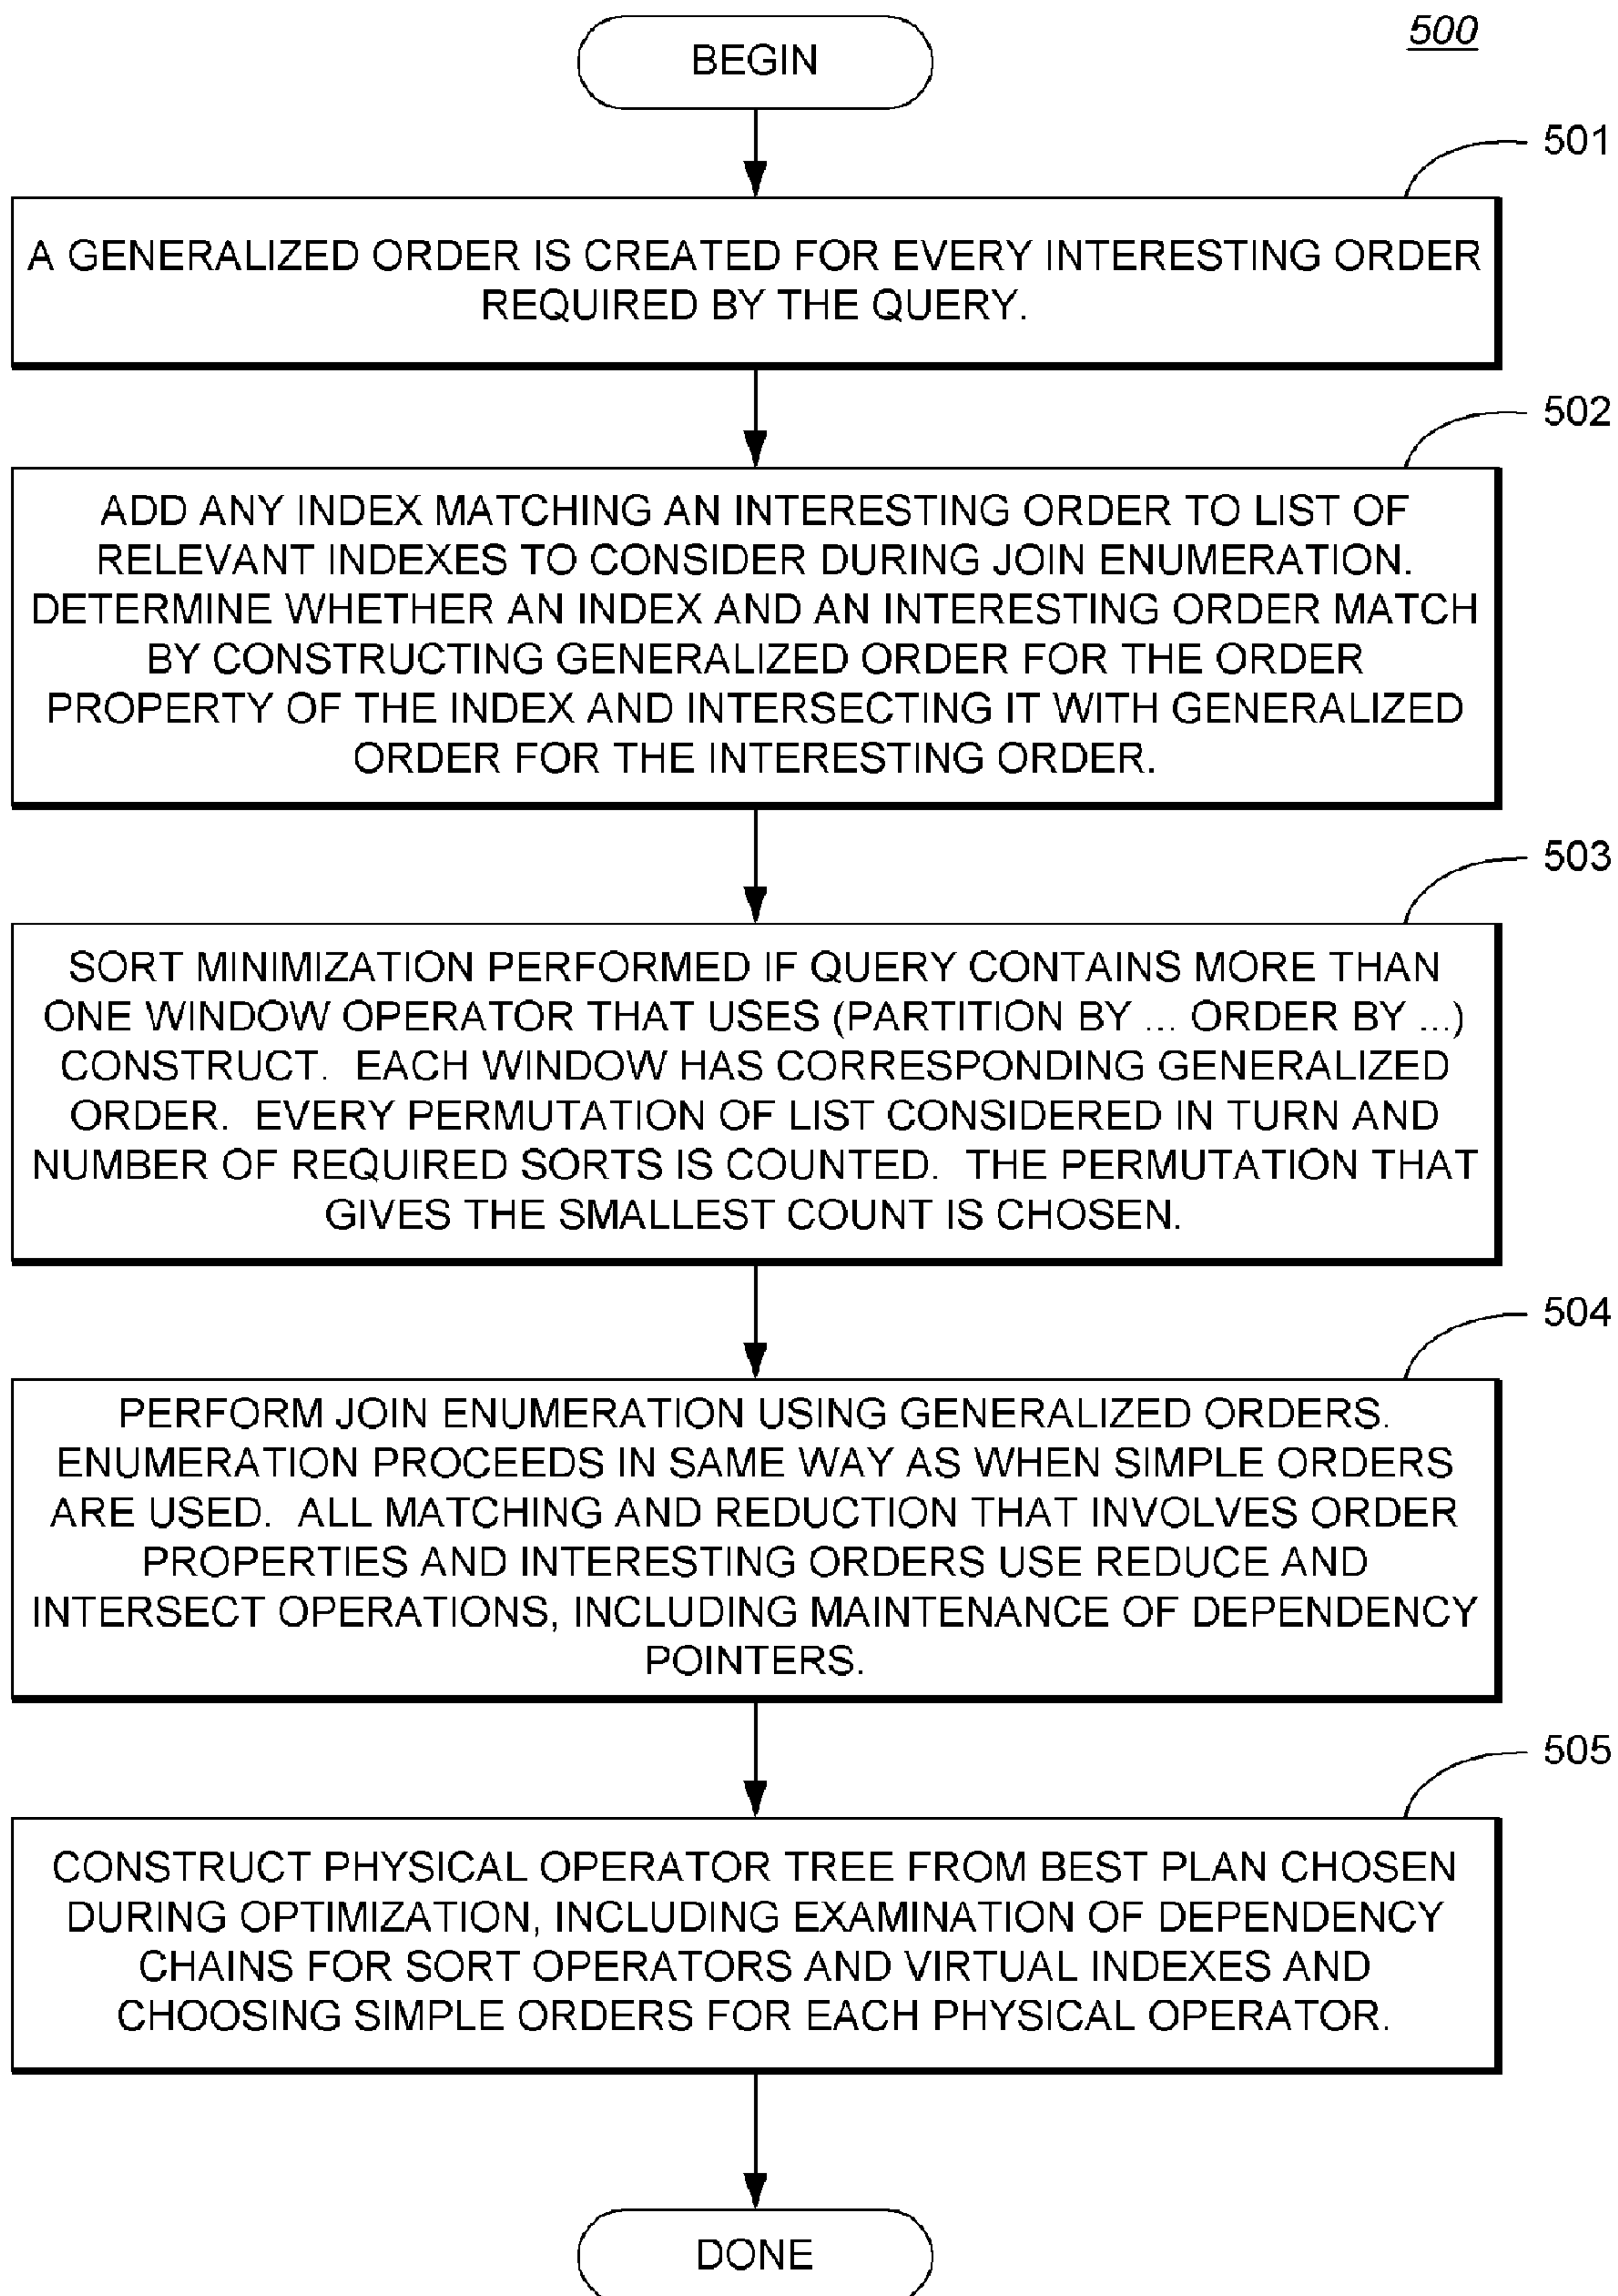 500
BEGIN
501
A GENERALIZED ORDER IS CREATED FOR EVERY INTERESTING ORDER
REQUIRED BY THE QUERY.
502
ADD ANY INDEX MATCHING AN INTERESTING ORDER TO LIST OF
RELEVANT INDEXES TO CONSIDER DURING JOIN ENUMERATION.
DETERMINE WHETHER AN INDEX AND AN INTERESTING ORDER MATCH
BY CONSTRUCTING GENERALIZED ORDER FOR THE ORDER
PROPERTY OF THE INDEX AND INTERSECTING IT WITH GENERALIZED
ORDER FOR THE INTERESTING ORDER.
503
SORT MINIMIZATION PERFORMED IF QUERY CONTAINS MORE THAN
ONE WINDOW OPERATOR THAT USES (PARTITION BY ... ORDER BY ...)
CONSTRUCT. EACH WINDOW HAS CORRESPONDING GENERALIZED
ORDER. EVERY PERMUTATION OF LIST CONSIDERED IN TURN AND
NUMBER OF REQUIRED SORTS IS COUNTED. THE PERMUTATION THAT
GIVES THE SMALLEST COUNT IS CHOSEN.
504
PERFORM JOIN ENUMERATION USING GENERALIZED ORDERS.
ENUMERATION PROCEEDS IN SAME WAY AS WHEN SIMPLE ORDERS
ARE USED. ALL MATCHING AND REDUCTION THAT INVOLVES ORDER
PROPERTIES AND INTERESTING ORDERS USE REDUCE AND
INTERSECT OPERATIONS, INCLUDING MAINTENANCE OF DEPENDENCY
POINTERS.
505
CONSTRUCT PHYSICAL OPERATOR TREE FROM BEST PLAN CHOSEN
DURING OPTIMIZATION, INCLUDING EXAMINATION OF DEPENDENCY
CHAINS FOR SORT OPERATORS AND VIRTUAL INDEXES AND
CHOOSING SIMPLE ORDERS FOR EACH PHYSICAL OPERATOR.
DONE